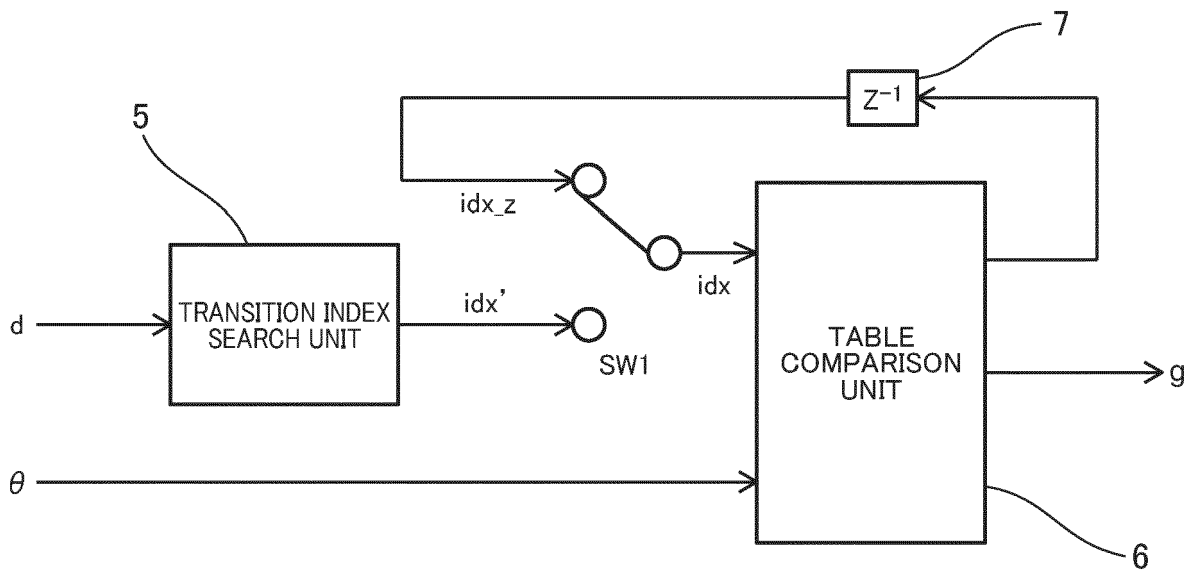 7
Z⁻¹
5
idx_z
idx
d
TRANSITION INDEX
SEARCH UNIT
idx'
SW1
TABLE
COMPARISON
UNIT
g
θ
6